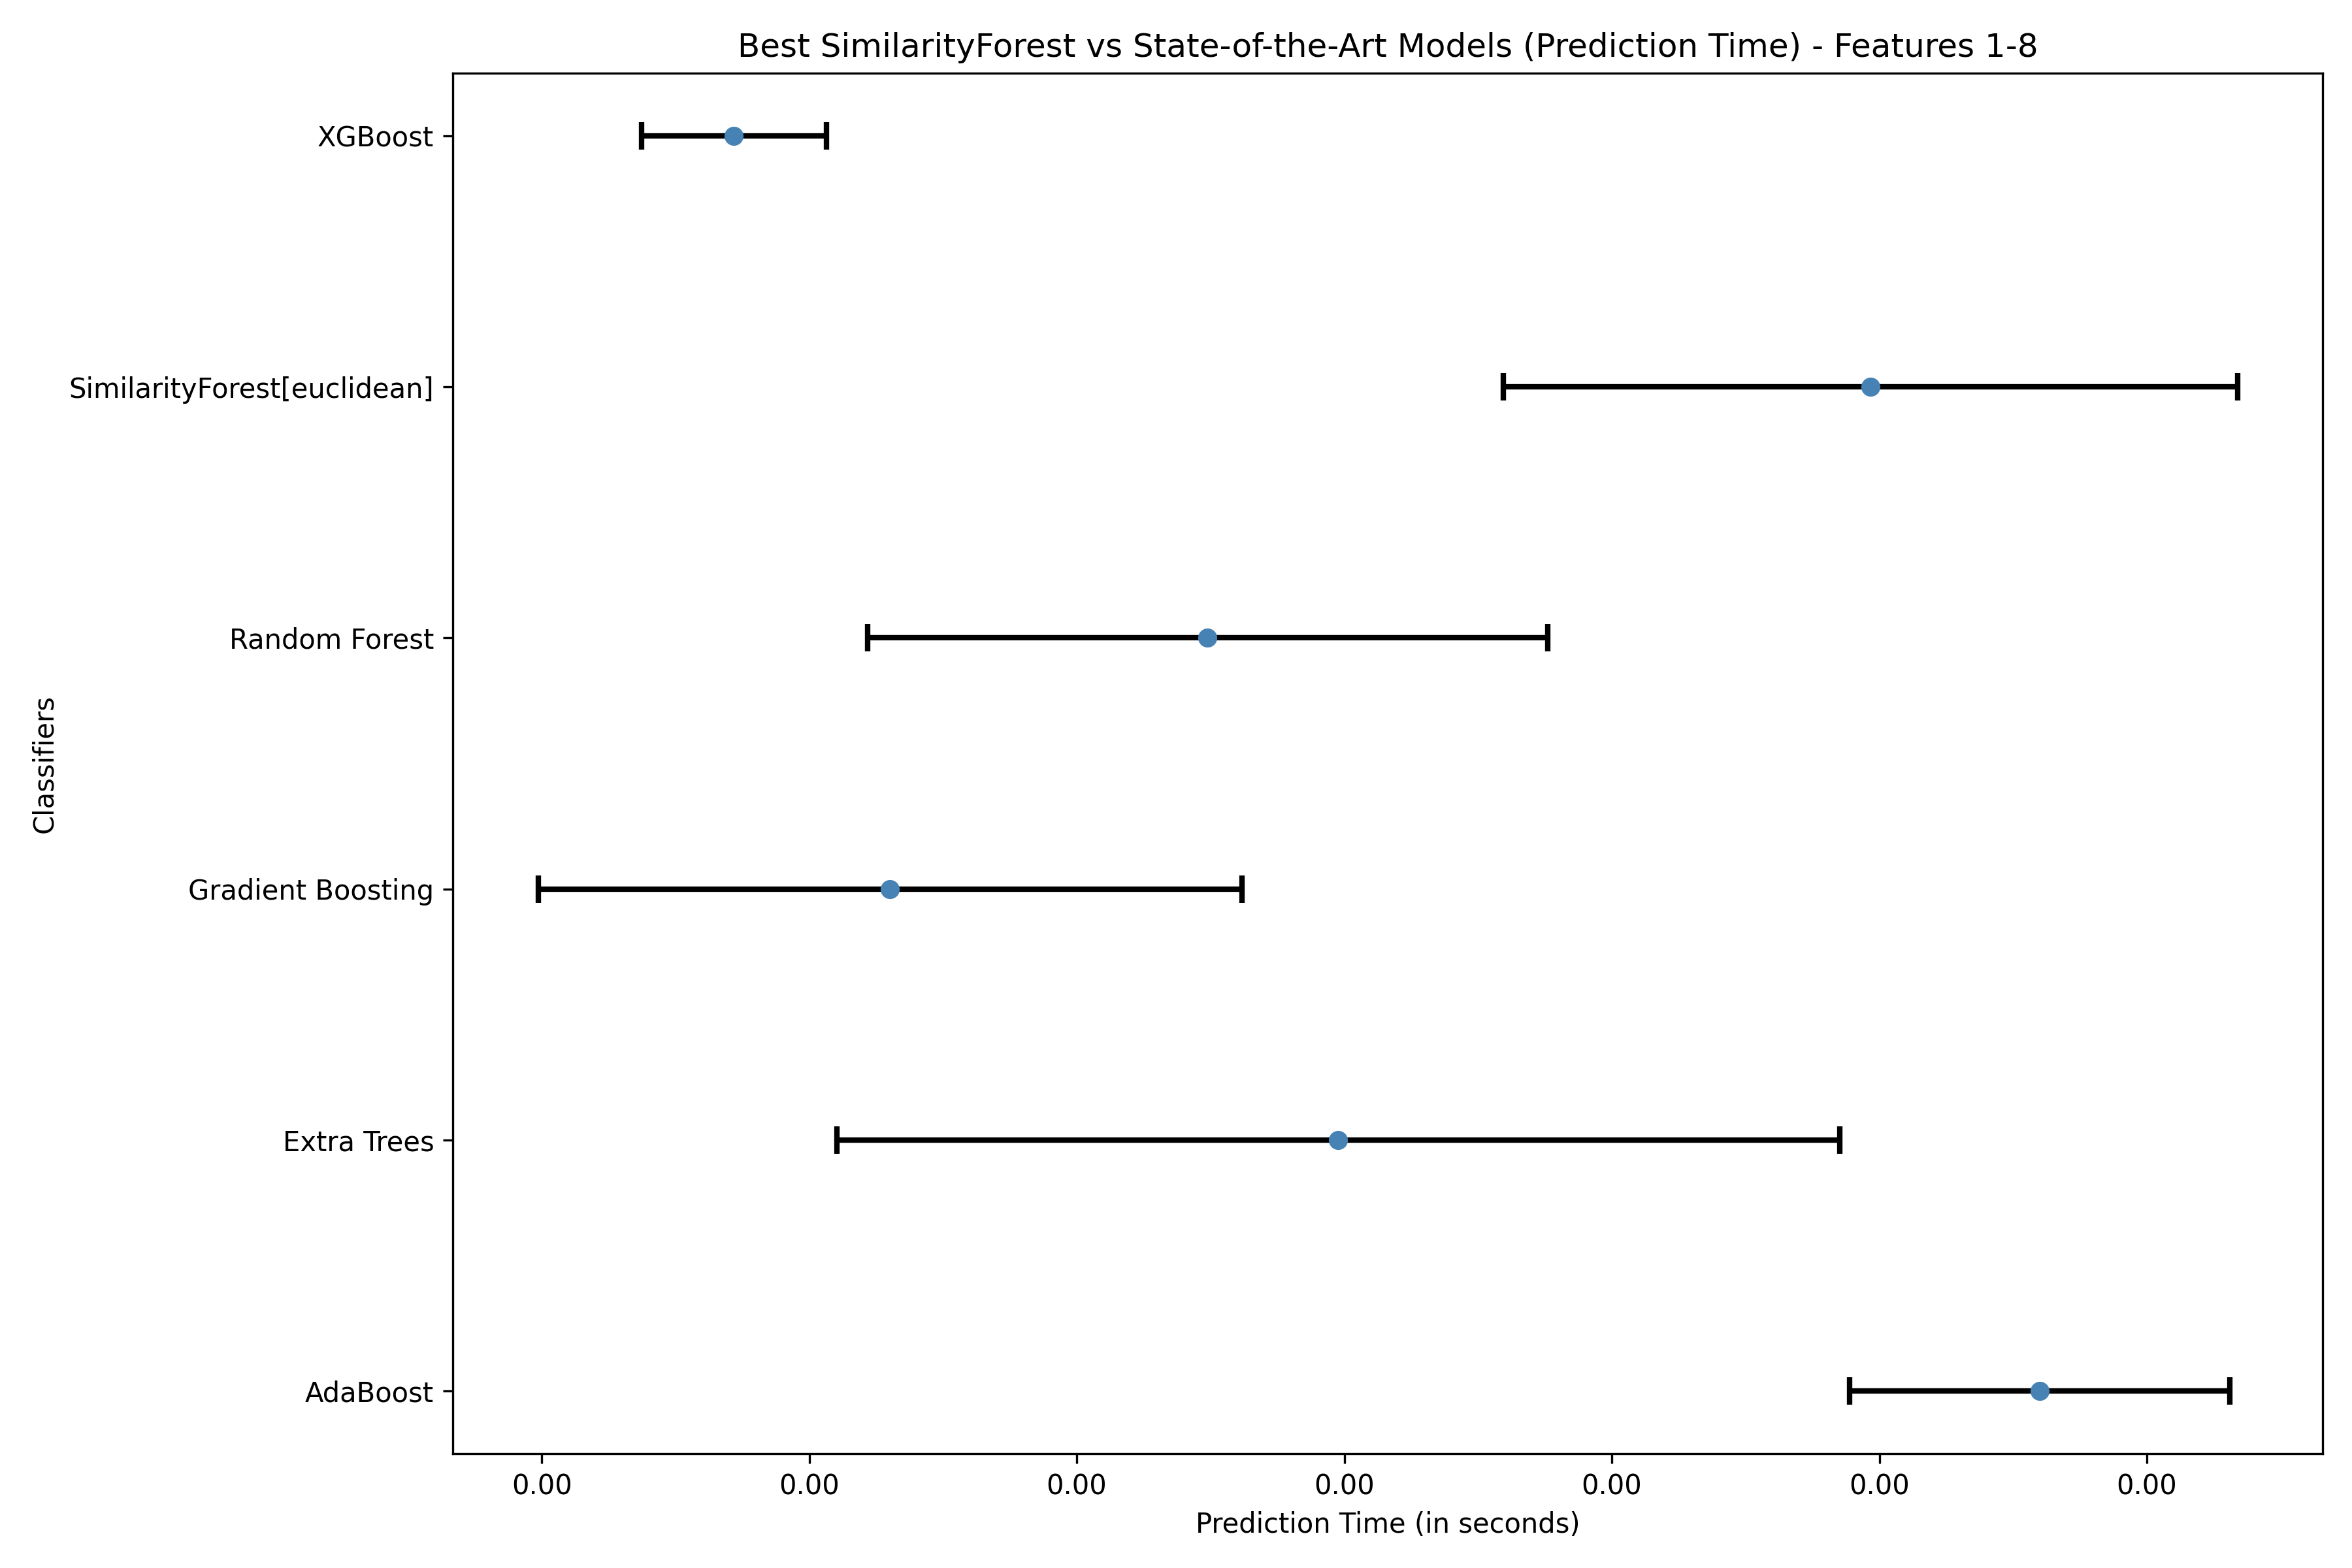 Best SimilarityForest vs State-of-the-Art Models (Prediction Time) - Features 1-8
XGBoost
SimilarityForest[euclidean]
Random Forest
Gradient Boosting
Extra Trees
AdaBoost
Classifiers
0.00 0.00 0.00 0.00 0.00 0.00 0.00
Prediction Time (in seconds)